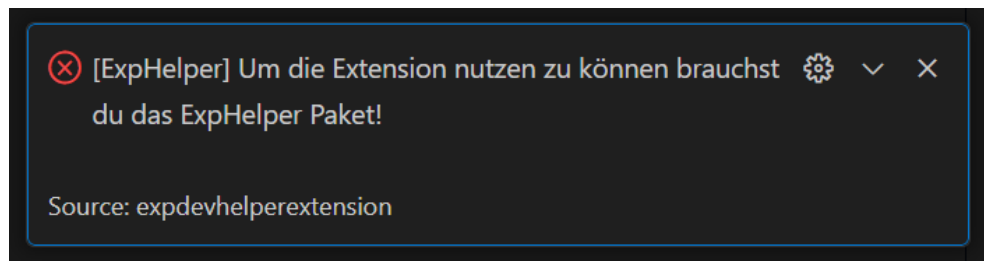 [ExpHelper] Um die Extension nutzen zu können brauchst
du das ExpHelper Paket!
Source: expdevhelperextension